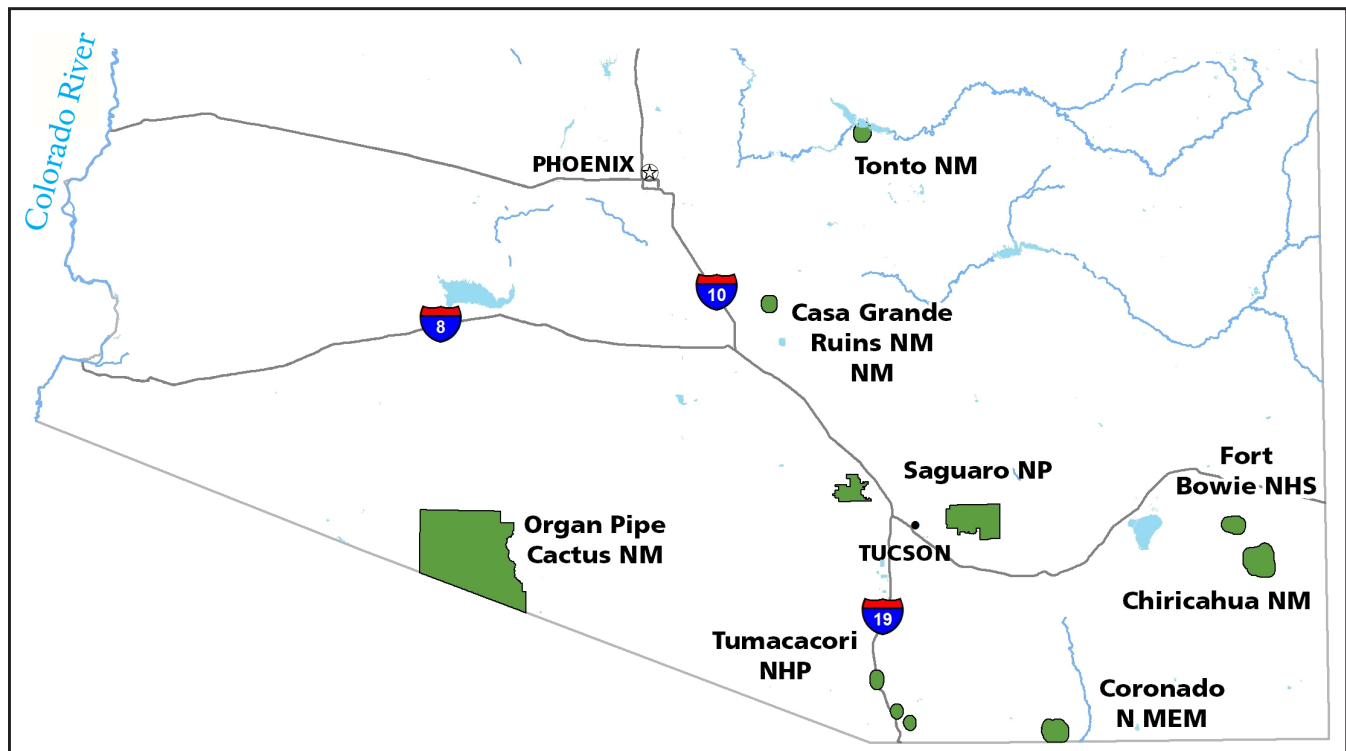 Colorado River
PHOENIX
Tonto NM
10
8
Casa Grande
Ruins NM
NM
Saguaro NP
Fort
Bowie NHS
Organ Pipe
Cactus NM
TUCSON
Chiricahua NM
19
Tumacacori
NHP
Coronado
N MEM